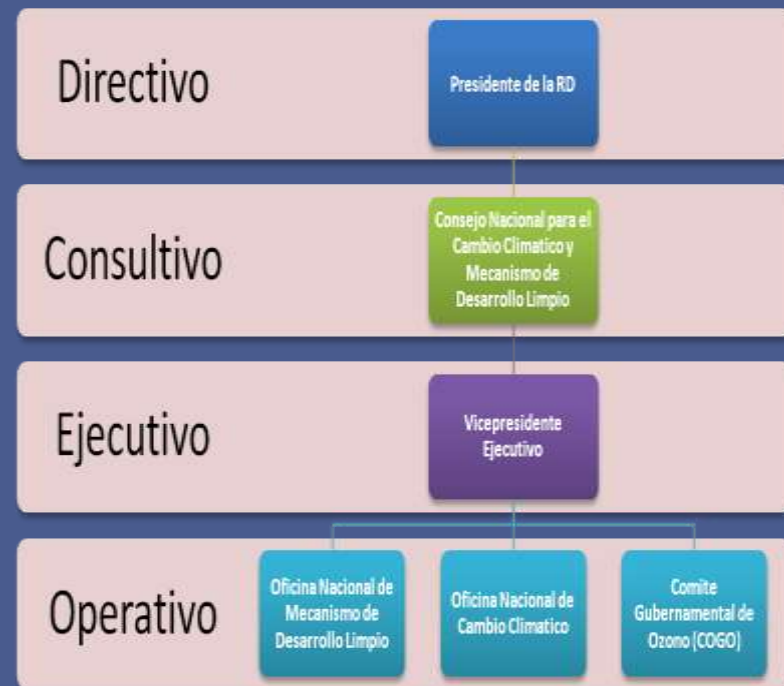 Directivo
Presidente de la RD
Consultivo
Consejo Nacional para el
Cambio Climatico y
Mecanismo de
Desarrollo Limpio
Ejecutivo
Vicepresidente
Ejecutivo
Operativo
Oficina Nacional de
Mecanismo de
Desarrollo Limpio
Oficina Nacional de
Cambio Climatico
Comite
Gubernamental de
Ozono (COGO)